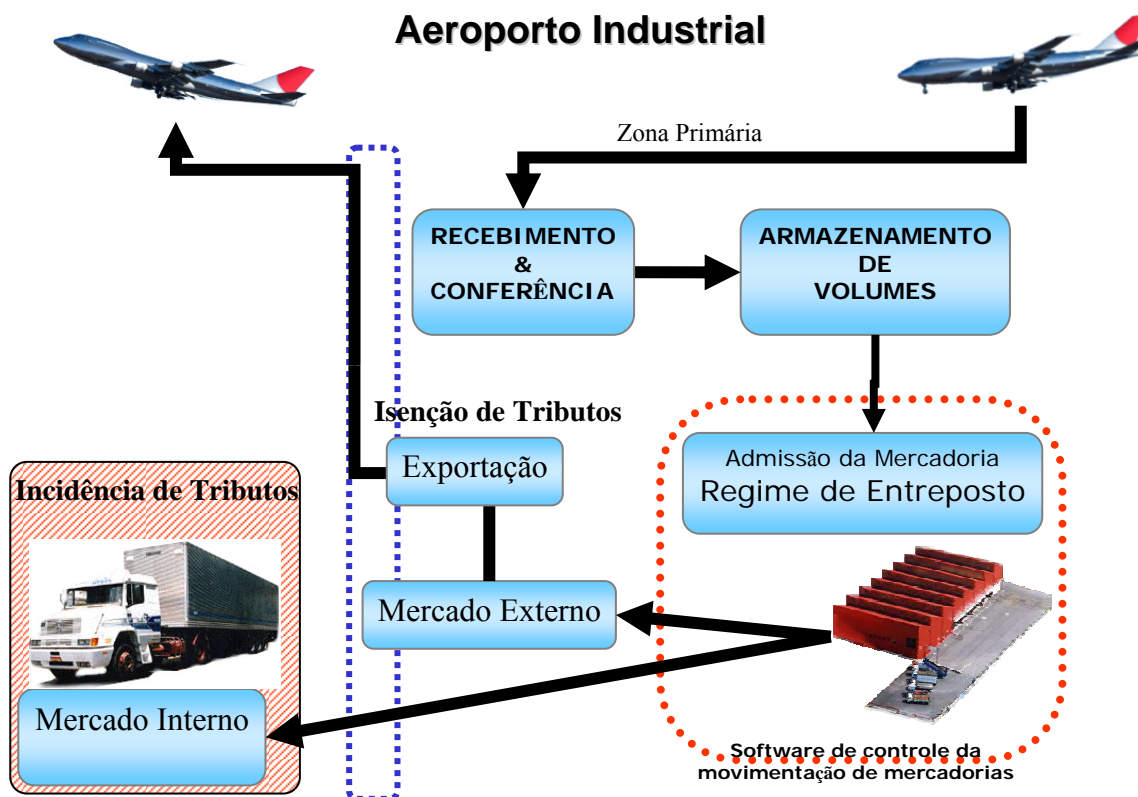 Aeroporto Industrial
Zona Primária
RECEBIMENTO
&
CONFERÊNCIA
ARMAZENAMENTO
DE
VOLUMES
Isenção de Tributos
Exportação
Admissão da Mercadoria
Regime de Entreposto
Incidência de Tributos
Mercado Externo
Mercado Interno
Software de controle da
movimentação de mercadorias